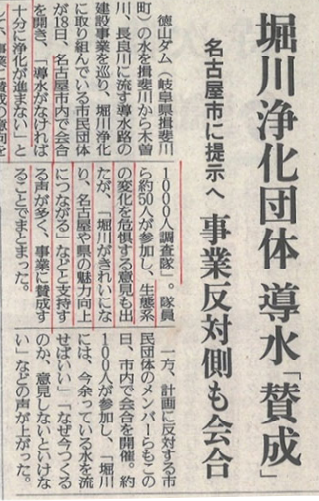 堀川浄化団体 導水「賛成」
名古屋市に提示へ 事業反対側も会合
徳山ダム(岐阜県揖斐川
町)の水を揖斐川から木曽
川、長良川に流す導水路の
建設事業を巡り、堀川浄化
に取り組んでいる市民団体
が18日、名古屋市内で会合
を開き、「導水がなければ
十分に浄化が進まない」と
事業に賛成の意向を
1000人調査隊」。隊員
ら約50人が参加し、生態系
の変化を危惧する意見も出
たが、「堀川がきれいにな
り、名古屋や県の魅力向上
につながる」などと支持す
る声が多く、事業に賛成す
ることでまとまった。
一方、計画に反対する市
民団体のメンバーらもこの
日、市内で会合を開催。約
100人が参加し、「堀川
には、今余っている水を流
せばいい」「なぜ今つくる
のか、意見しないといけな
い」などの声が上がった。